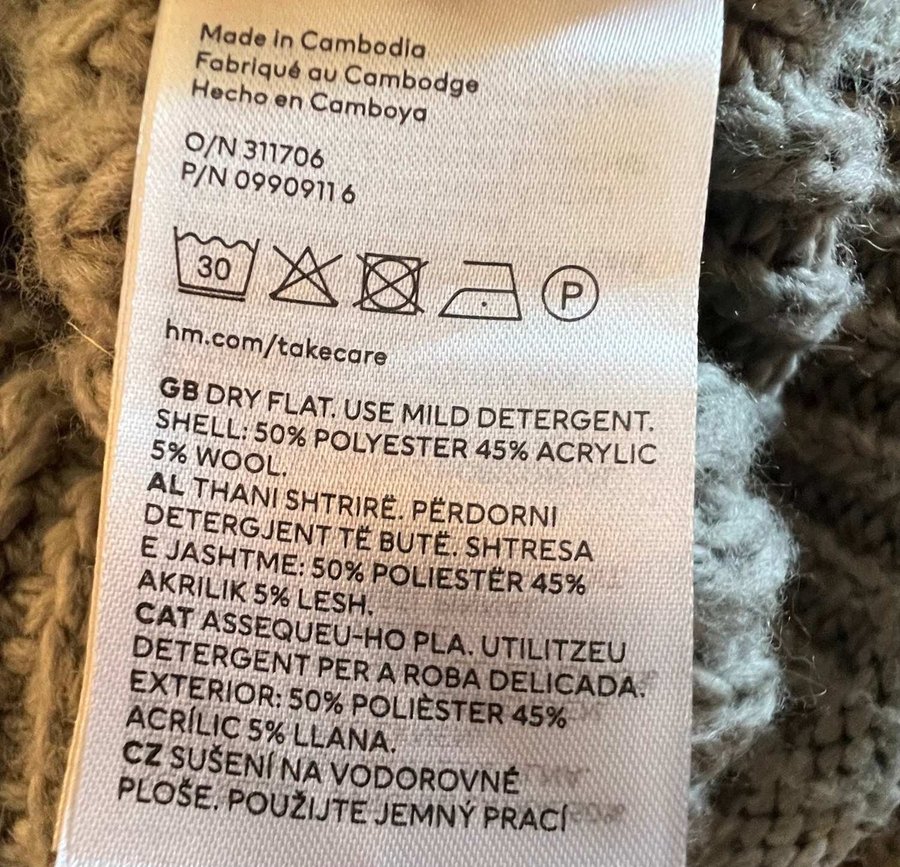 Made in Cambodia
Fabriqué au Cambodge
Hecho en Camboya
O/N 311706
P/N 0990911 6
30
P
hm.com/takecare
GB DRY FLAT. USE MILD DETERGENT.
SHELL: 50% POLYESTER 45% ACRYLIC
5% WOOL.
AL THANI SHTRIRË. PËRDORNI
DETERGJENT TË BUTË. SHTRESA
E JASHTME: 50% POLIESTËR 45%
AKRILIK 5% LESH.
CAT ASSEQUEU-HO PLA. UTILITZEU
DETERGENT PER A ROBA DELICADA.
EXTERIOR: 50% POLIÈSTER 45%
ACRÍLIC 5% LLANA.
CZ SUŠENÍ NA VODOROVNÉ
PLOŠE. POUŽIJTE JEMNÝ PRACÍ